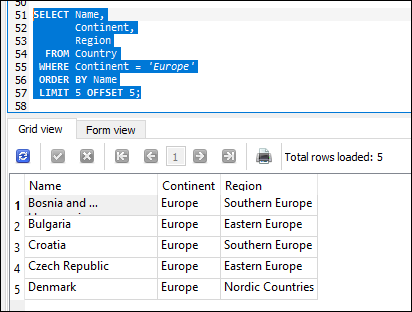 50
51 SELECT Name,
52 Continent,
53 Region
54 FROM Country
55 WHERE Continent = 'Europe'
56 ORDER BY Name
57 LIMIT 5 OFFSET 5;
58
Grid view Form view
1 Total rows loaded: 5
Name Continent Region
1 Bosnia and ... Europe Southern Europe
2 Bulgaria Europe Eastern Europe
3 Croatia Europe Southern Europe
4 Czech Republic Europe Eastern Europe
5 Denmark Europe Nordic Countries